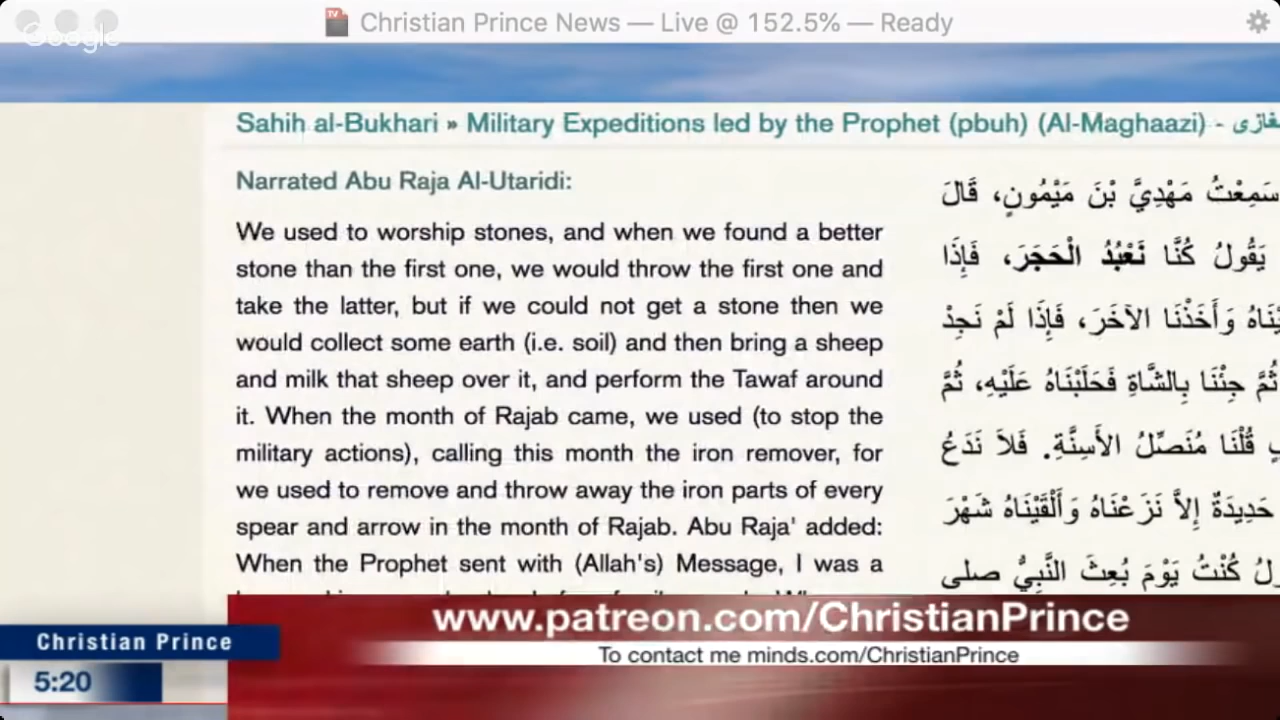 Christian Prince News — Live @ 152.5% — Ready
Google
Sahih al-Bukhari » Military Expeditions led by the Prophet (pbuh) (Al-Maghaazi) -
Narrated Abu Raja Al-Utaridi:
We used to worship stones, and when we found a better
stone than the first one, we would throw the first one and
take the latter, but if we could not get a stone then we
would collect some earth (i.e. soil) and then bring a sheep
and milk that sheep over it, and perform the Tawaf around
it. When the month of Rajab came, we used (to stop the
military actions), calling this month the iron remover, for
we used to remove and throw away the iron parts of every
spear and arrow in the month of Rajab. Abu Raja' added:
When the Prophet sent with (Allah's) Message, I was a
سَمِعْتُ مَهْدِيَّ بْنَ مَيْمُونٍ، قَالَ
يَقُولُ كُنَّا نَعْبُدُ الْحَجَرَ، فَإِذَا
وَأَخَذْنَا الآخَرَ، فَإِذَا لَمْ نَجِدْ
ثُمَّ جِئْنَا بِالشَّاةِ فَحَلَبْنَاهُ عَلَيْهِ، ثُمَّ
قُلْنَا مُنَصِّلُ الأَسِنَّةِ. فَلاَ نَدَعُ
حَدِيدَةٌ إِلاَّ نَزَعْنَاهُ وَأَلْقَيْنَاهُ شَهْرَ
كُنْتُ يَوْمَ بُعِثَ النَّبِيُّ صلى
www.patreon.com/ChristianPrince
To contact me minds.com/ChristianPrince
Christian Prince
5:20